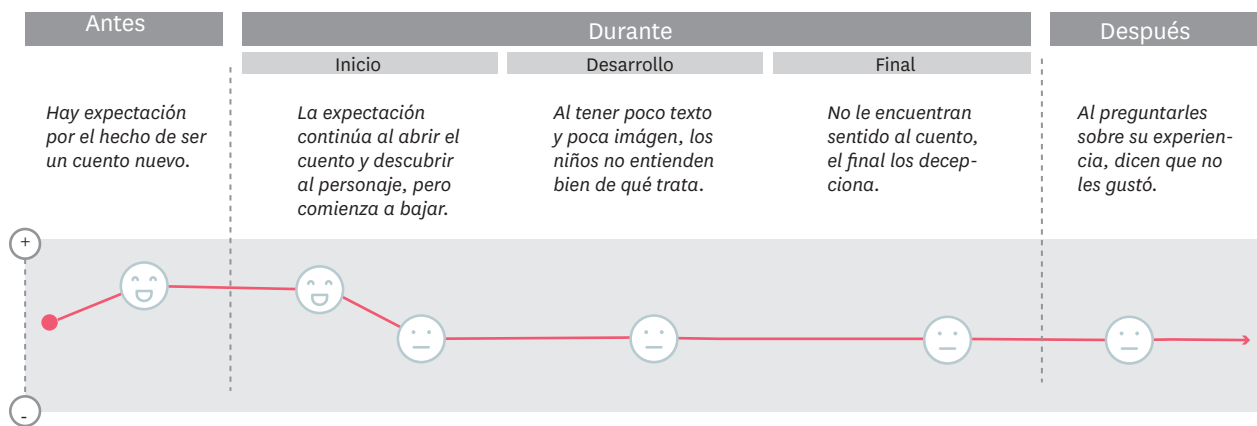 Antes
Durante
Después
Inicio
Desarrollo
Final
Hay expectación
por el hecho de ser
un cuento nuevo.
La expectación
continúa al abrir el
cuento y descubrir
al personaje, pero
comienza a bajar.
Al tener poco texto
y poca imágen, los
niños no entienden
bien de qué trata.
No le encuentran
sentido al cuento,
el final los decep-
ciona.
Al preguntarles
sobre su experien-
cia, dicen que no
les gustó.
+
-